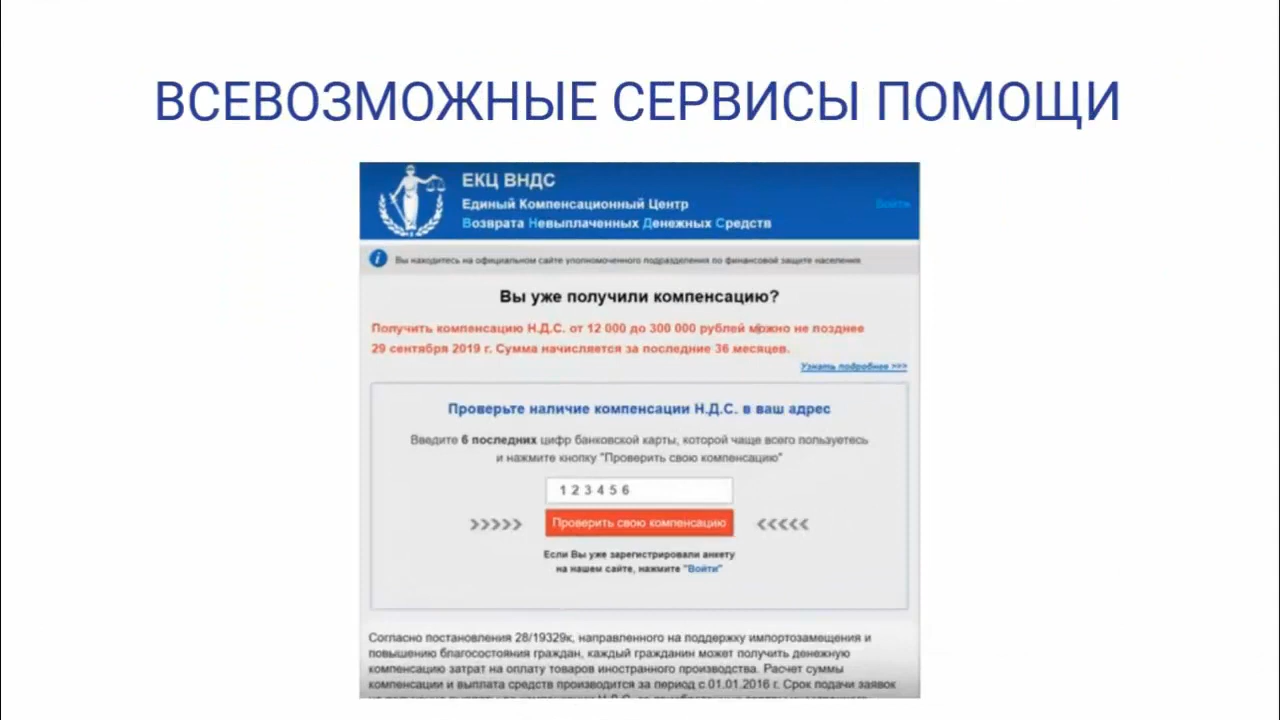 ВСЕВОЗМОЖНЫЕ СЕРВИСЫ ПОМОЩИ
ЕКЦ ВНДС
Единый Компенсационный Центр
Войти
Возврата Невыплаченных Денежных Средств
i Вы находитесь на официальном сайте уполномоченного подразделения по финансовой защите населения
Вы уже получили компенсацию?
Получить компенсацию Н.Д.С. от 12 000 до 300 000 рублей можно не позднее
29 сентября 2019 г. Сумма начисляется за последние 36 месяцев.
Узнать подробнее >>>
Проверьте наличие компенсации Н.Д.С. в ваш адрес
Введите 6 последних цифр банковской карты, которой чаще всего пользуетесь
и нажмите кнопку "Проверить свою компенсацию"
1 2 3 4 5 6
>>>>> Проверить свою компенсацию <<<<<
Если Вы уже зарегистрировали анкету
на нашем сайте, нажмите "Войти"
Согласно постановления 28/19329к, направленного на поддержку импортозамещения и
повышению благосостояния граждан, каждый гражданин может получить денежную
компенсацию затрат на оплату товаров иностранного производства. Расчет суммы
компенсации и выплата средств производится за период с 01.01.2016 г. Срок подачи заявок